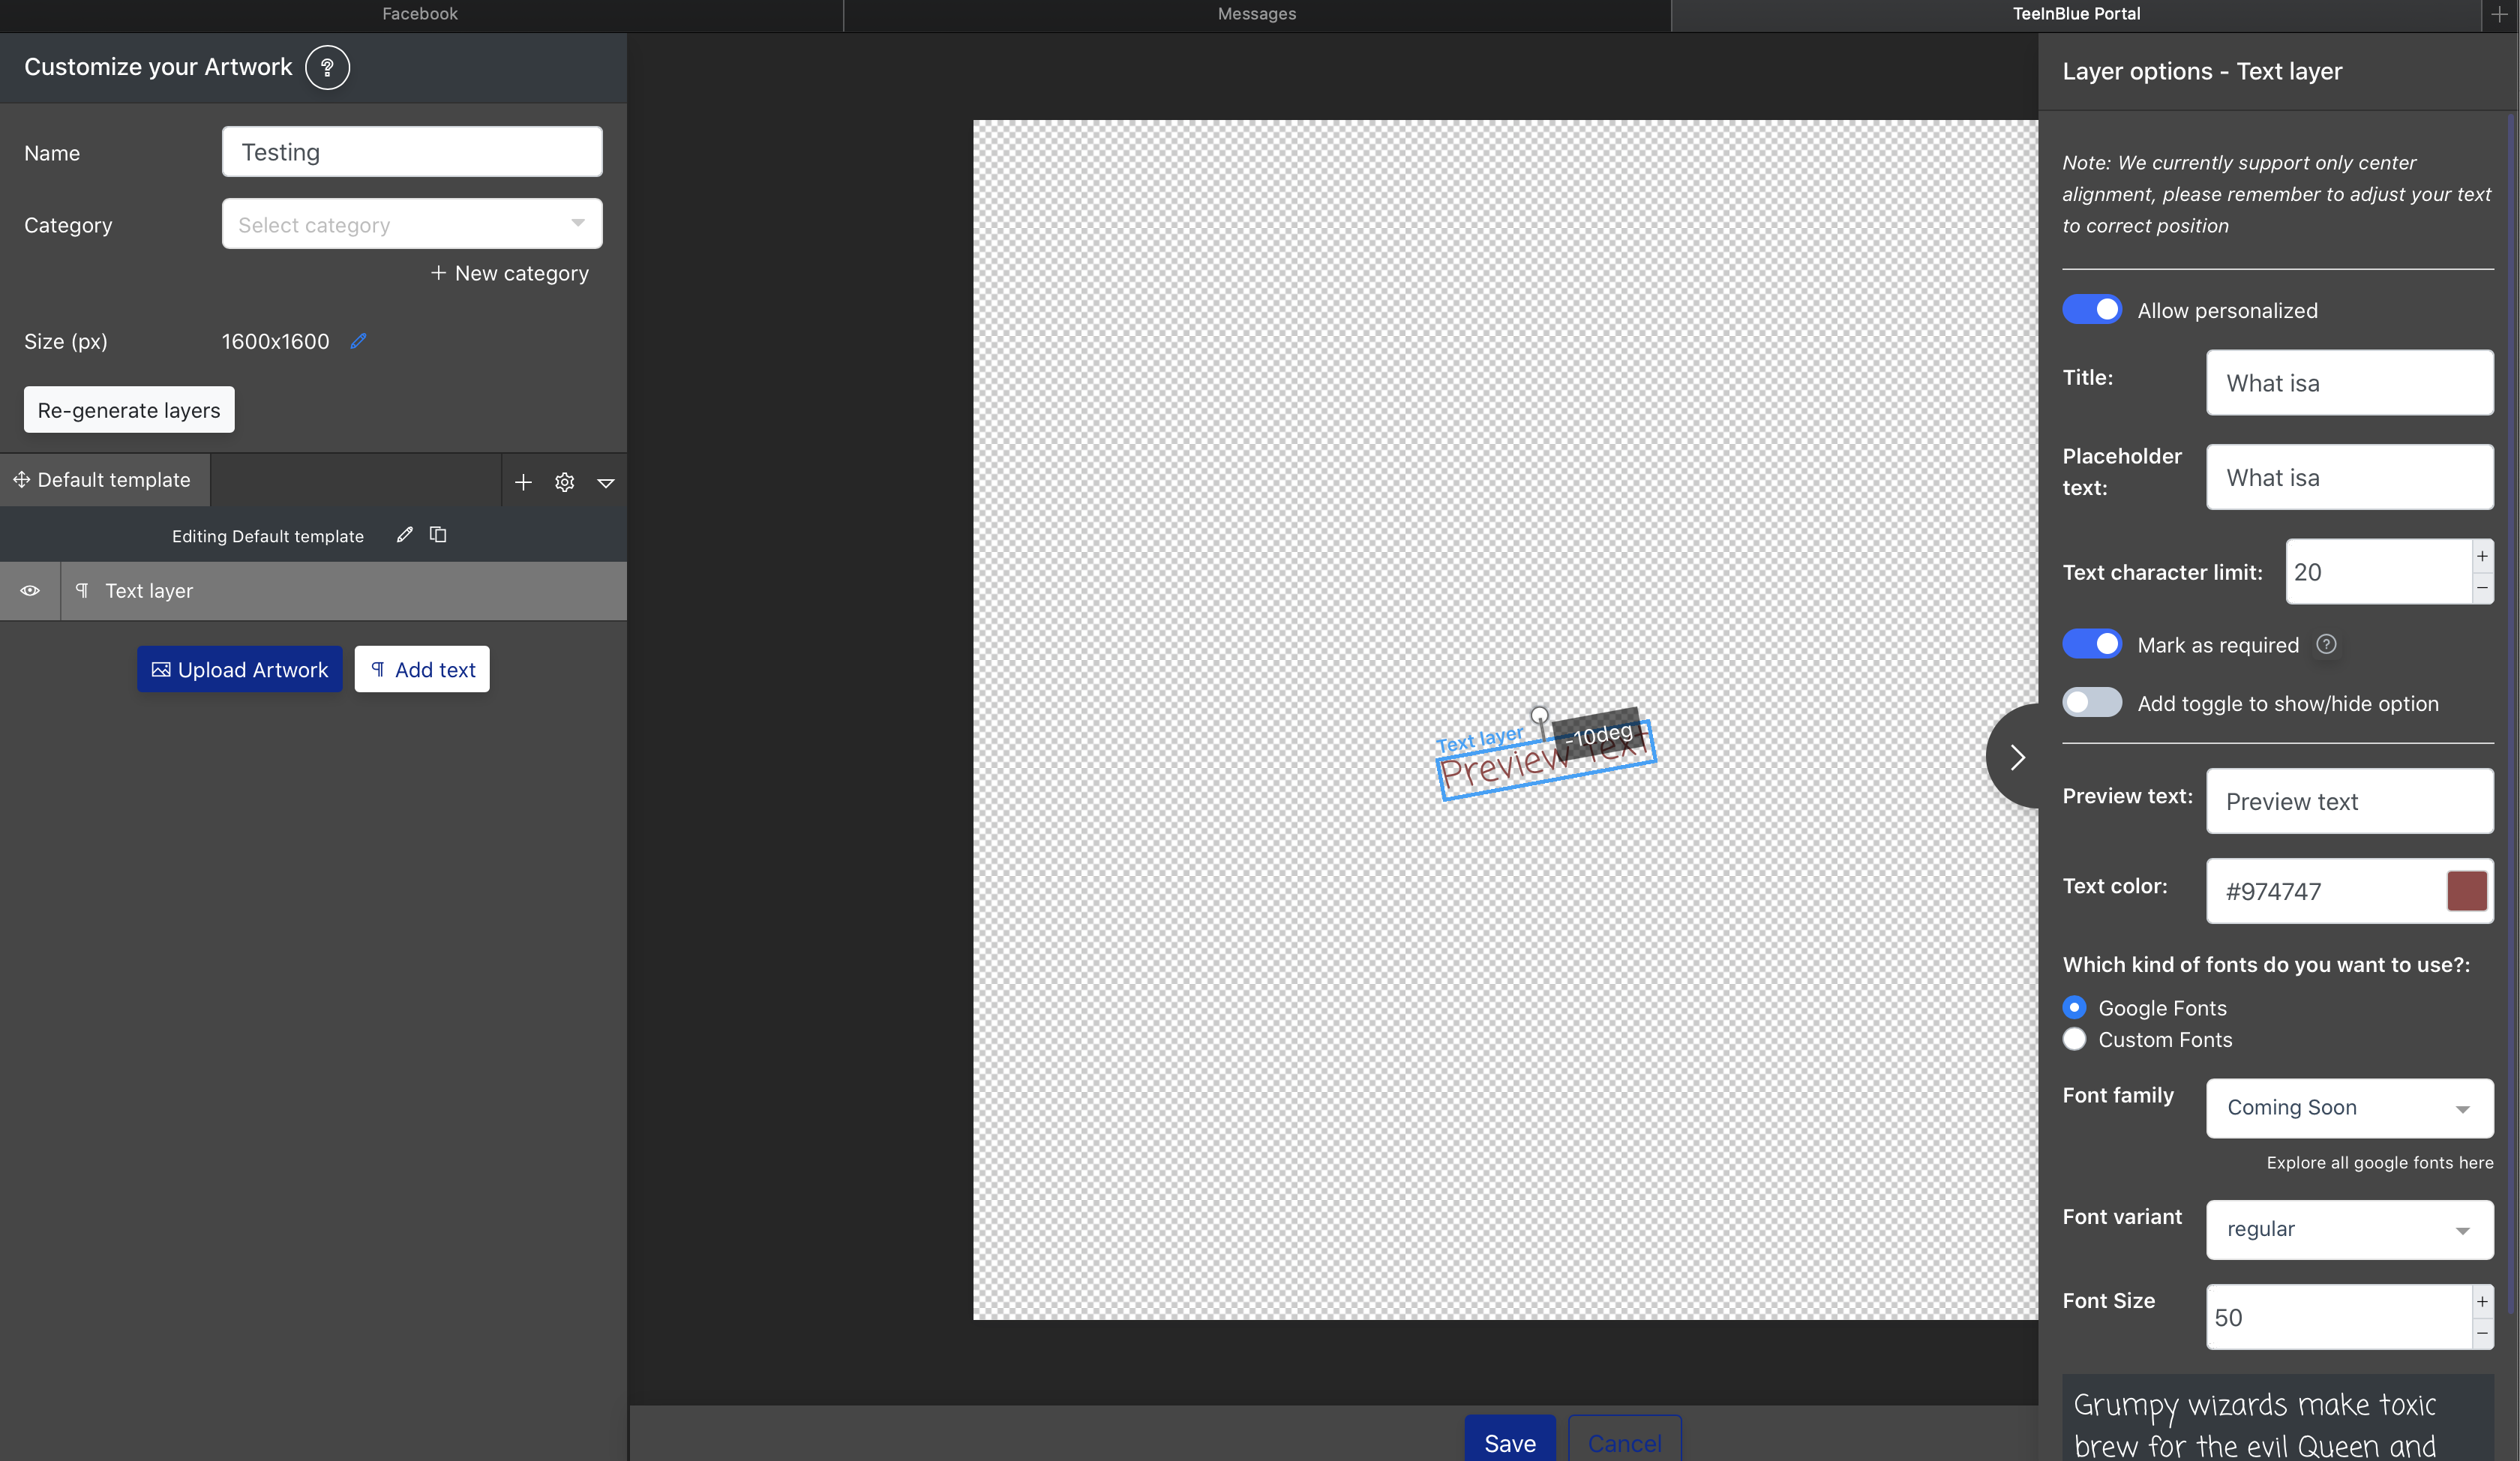 Facebook
Messages
TeeInBlue Portal
Customize your Artwork ?
Name
Testing
Category
Select category
+ New category
Size (px)
1600x1600
Re-generate layers
Default template
Editing Default template
Text layer
Upload Artwork
Add text
Text layer
-10deg
Preview text
Save
Cancel
Layer options - Text layer
Note: We currently support only center
alignment, please remember to adjust your text
to correct position
Allow personalized
Title:
What isa
Placeholder
text:
What isa
Text character limit:
20
Mark as required ?
Add toggle to show/hide option
Preview text:
Preview text
Text color:
#974747
Which kind of fonts do you want to use?:
Google Fonts
Custom Fonts
Font family
Coming Soon
Explore all google fonts here
Font variant
regular
Font Size
50
Grumpy wizards make toxic
brew for the evil Queen and